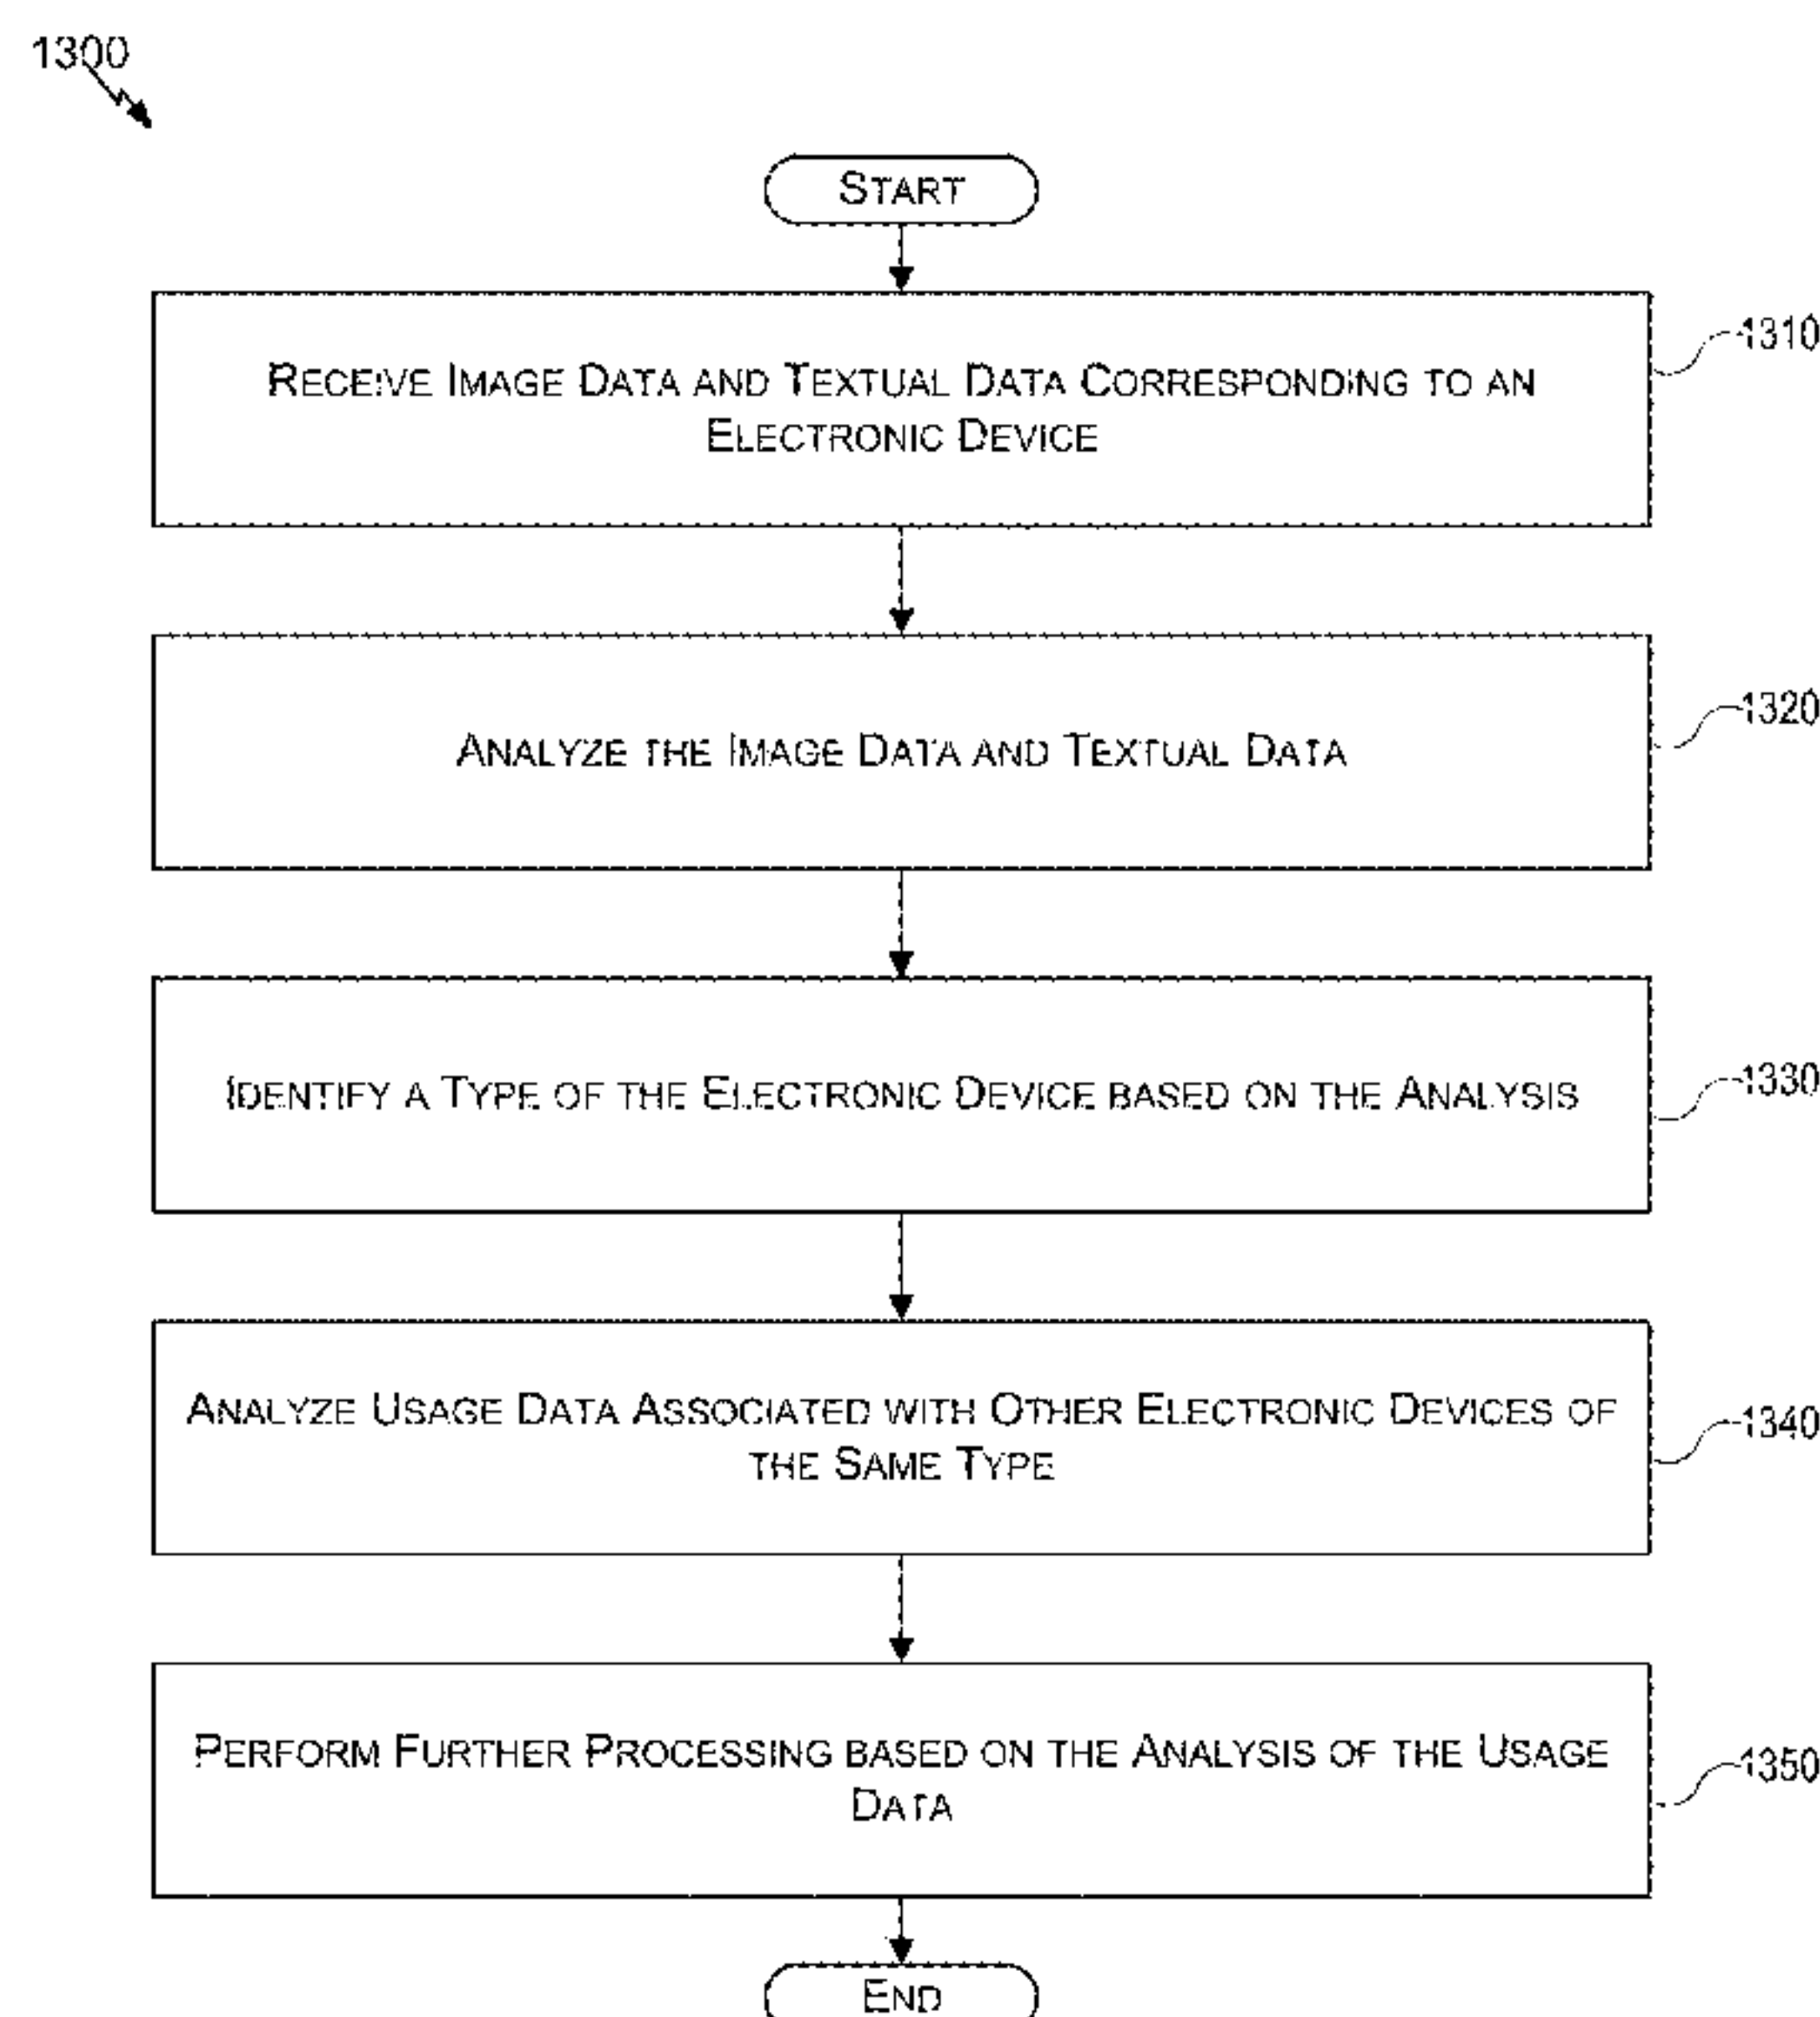 1300
START
1310
RECEIVE IMAGE DATA AND TEXTUAL DATA CORRESPONDING TO AN
ELECTRONIC DEVICE
1320
ANALYZE THE IMAGE DATA AND TEXTUAL DATA
1330
IDENTIFY A TYPE OF THE ELECTRONIC DEVICE BASED ON THE ANALYSIS
1340
ANALYZE USAGE DATA ASSOCIATED WITH OTHER ELECTRONIC DEVICES OF
THE SAME TYPE
1350
PERFORM FURTHER PROCESSING BASED ON THE ANALYSIS OF THE USAGE
DATA
END